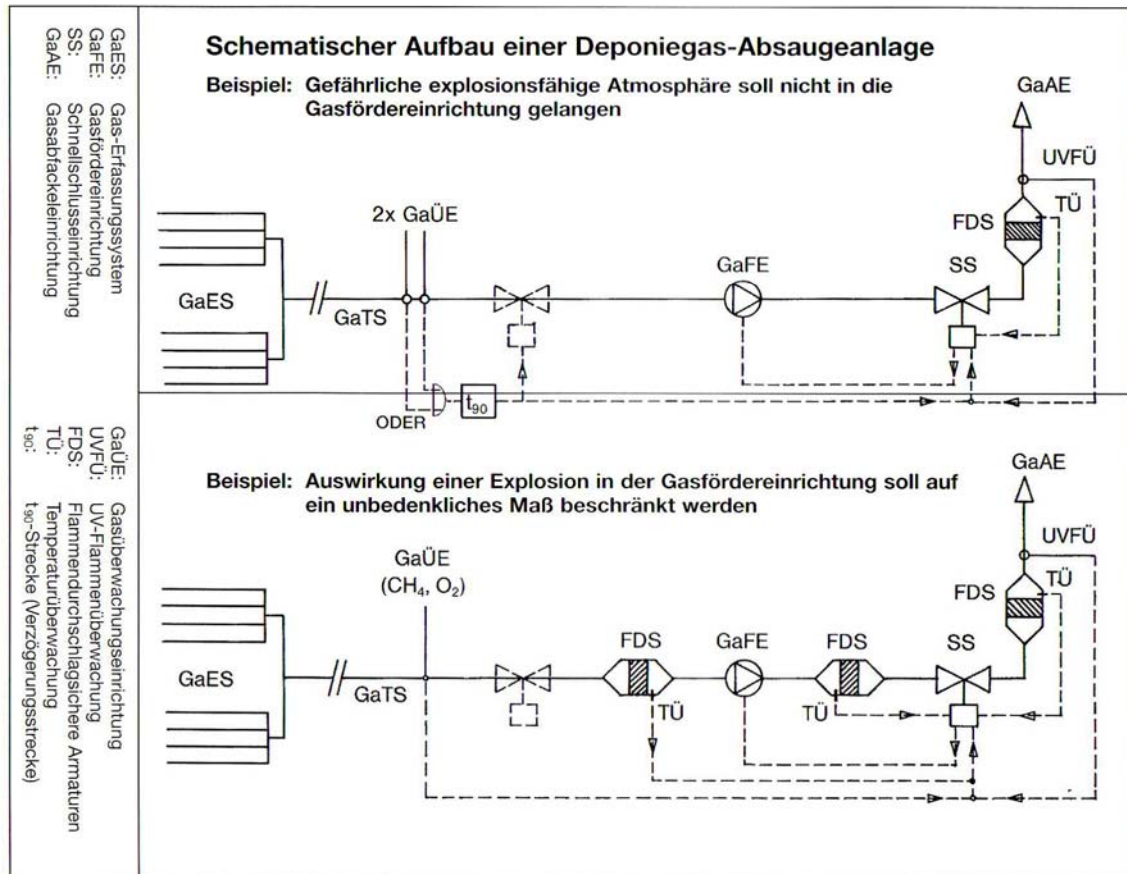 Schematischer Aufbau einer Deponiegas-Absaugeanlage
Beispiel: Gefährliche explosionsfähige Atmosphäre soll nicht in die
Gasfördereinrichtung gelangen
GaAE
UVFÜ
TÜ
FDS
2x GaÜE
GaFE
SS
GaES
GaTS
ODER
t90
Beispiel: Auswirkung einer Explosion in der Gasfördereinrichtung soll auf
ein unbedenkliches Maß beschränkt werden
GaAE
UVFÜ
GaÜE
(CH₄, O₂)
TÜ
FDS
FDS
GaFE
FDS
SS
GaES
GaTS
TÜ
TÜ
GaES: Gas-Erfassungssystem
GaFE: Gasfördereinrichtung
SS: Schnellschlusseinrichtung
GaAE: Gasabfackeleinrichtung
GaÜE: Gasüberwachungseinrichtung
UVFÜ: UV-Flammenüberwachung
FDS: Flammendurchschlagsichere Armaturen
TÜ: Temperaturüberwachung
t90: t90-Strecke (Verzögerungsstrecke)